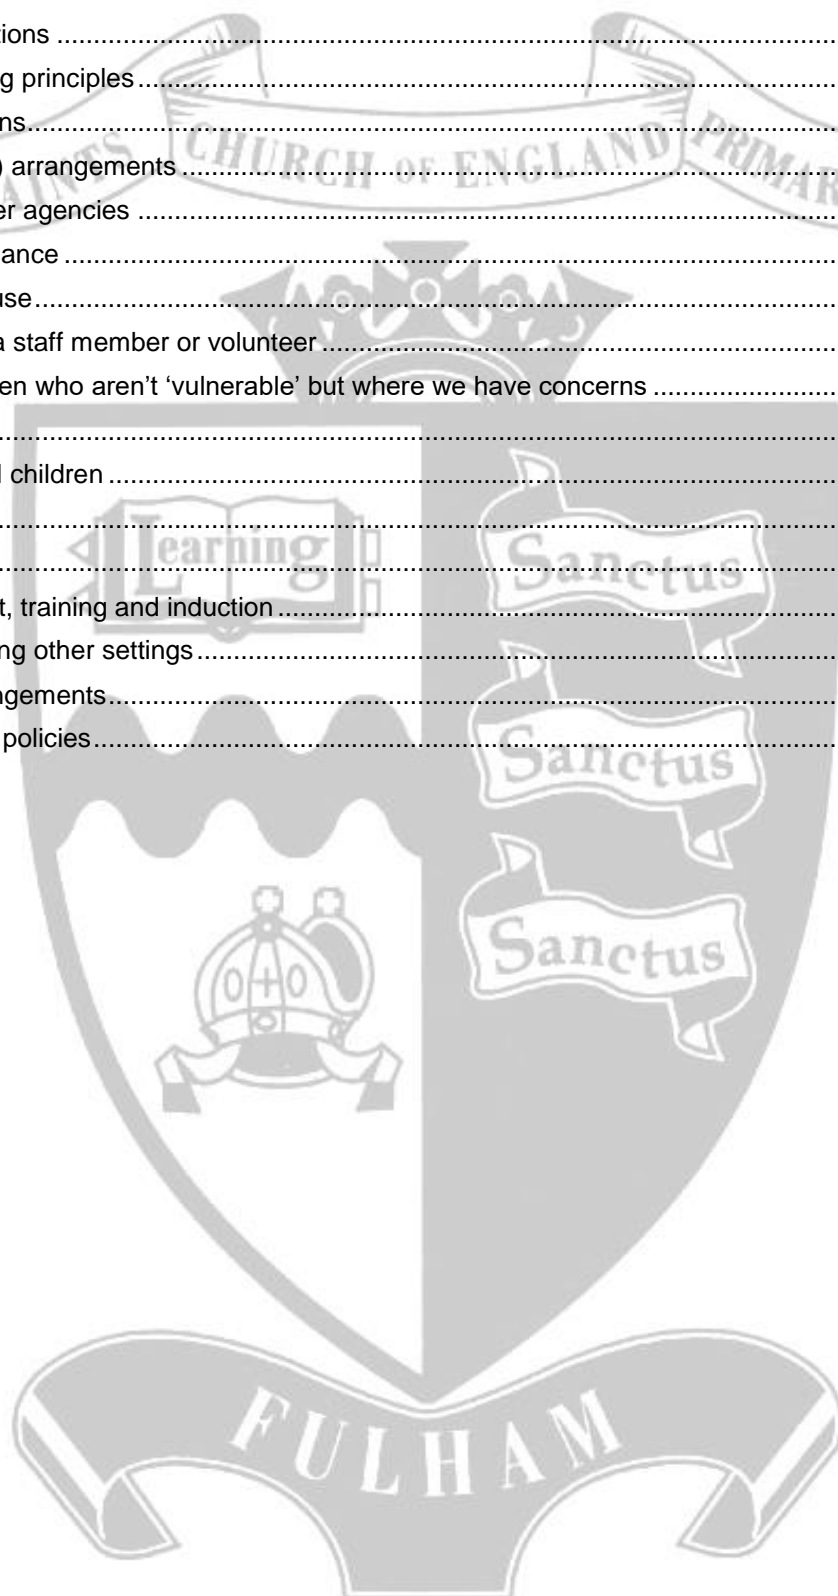 tions ........................................................................
g principles ........................................................................
ns ........................................................................
) arrangements ........................................................................
er agencies ........................................................................
ance ........................................................................
use ........................................................................
a staff member or volunteer ........................................................................
en who aren’t ‘vulnerable’ but where we have concerns ........................
........................................................................
l children ........................................................................
........................................................................
........................................................................
t, training and induction ........................................................................
ng other settings ........................................................................
ngements ........................................................................
policies ........................................................................
AINTS CHURCH OF ENGLAND PRIMAR
Learning
Sanctus
Sanctus
Sanctus
FULHAM